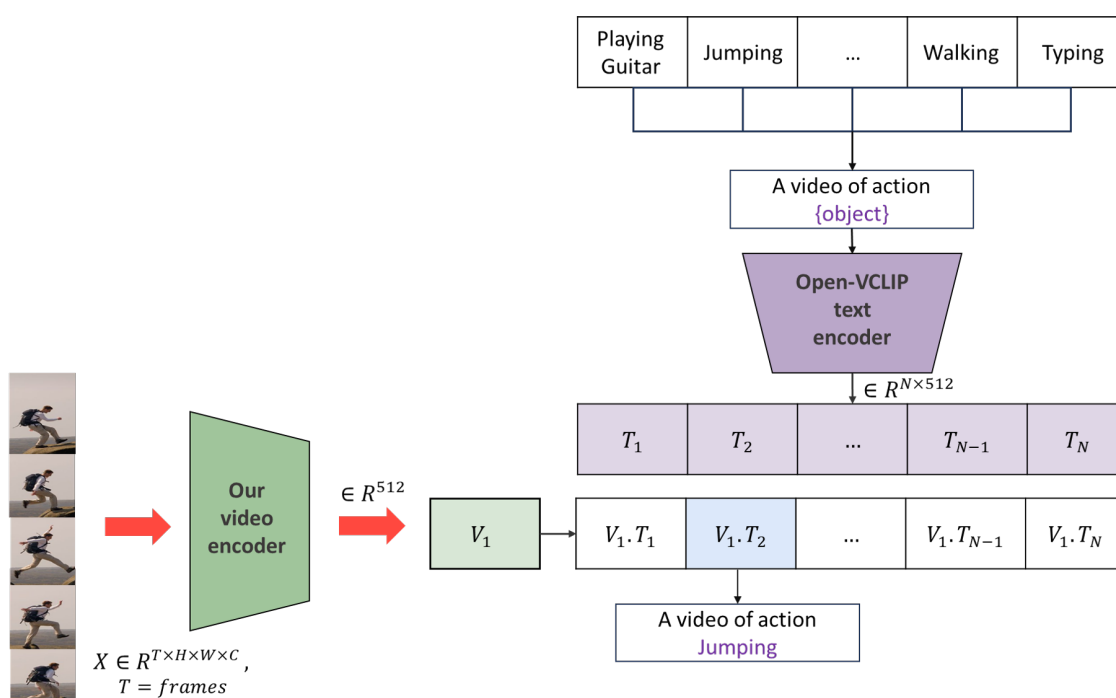 Playing
Guitar
Jumping
...
Walking
Typing
A video of action
{object}
Open-VCLIP
text
encoder
∈ R^{N×512}
T_1
T_2
...
T_{N−1}
T_N
Our
video
encoder
∈ R^{512}
V_1
V_1.T_1
V_1.T_2
...
V_1.T_{N−1}
V_1.T_N
A video of action
Jumping
X ∈ R^{T×H×W×C} ,
T = frames